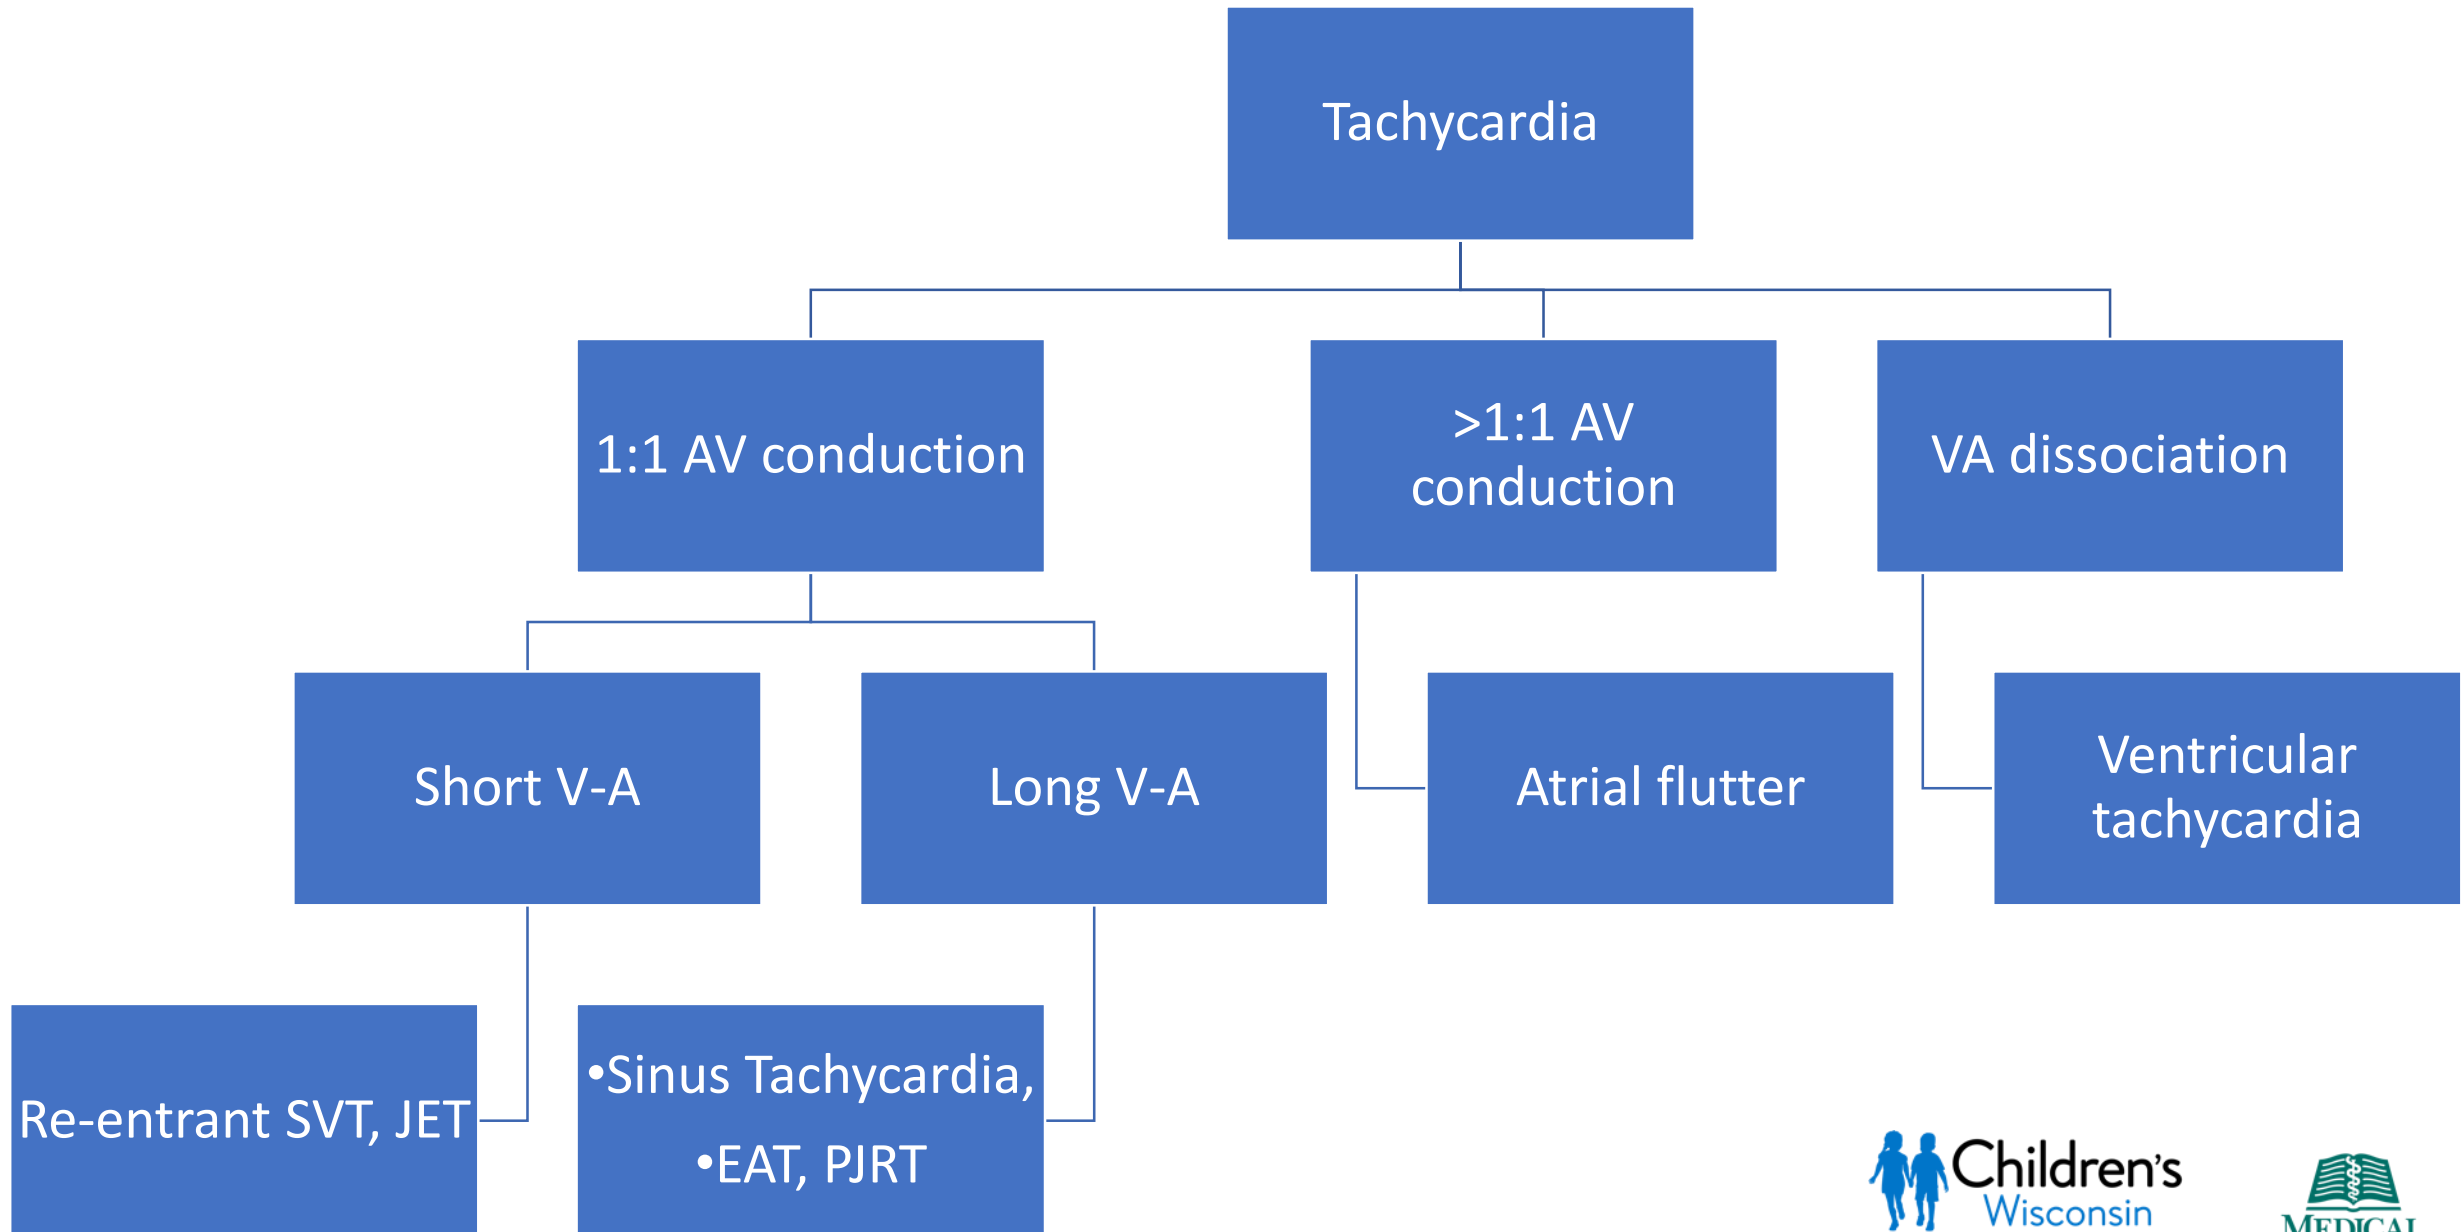 Tachycardia
1:1 AV conduction
>1:1 AV
conduction
VA dissociation
Short V-A
Long V-A
Atrial flutter
Ventricular
tachycardia
Re-entrant SVT, JET
•Sinus Tachycardia,
•EAT, PJRT
Children's
Wisconsin
MEDICAL